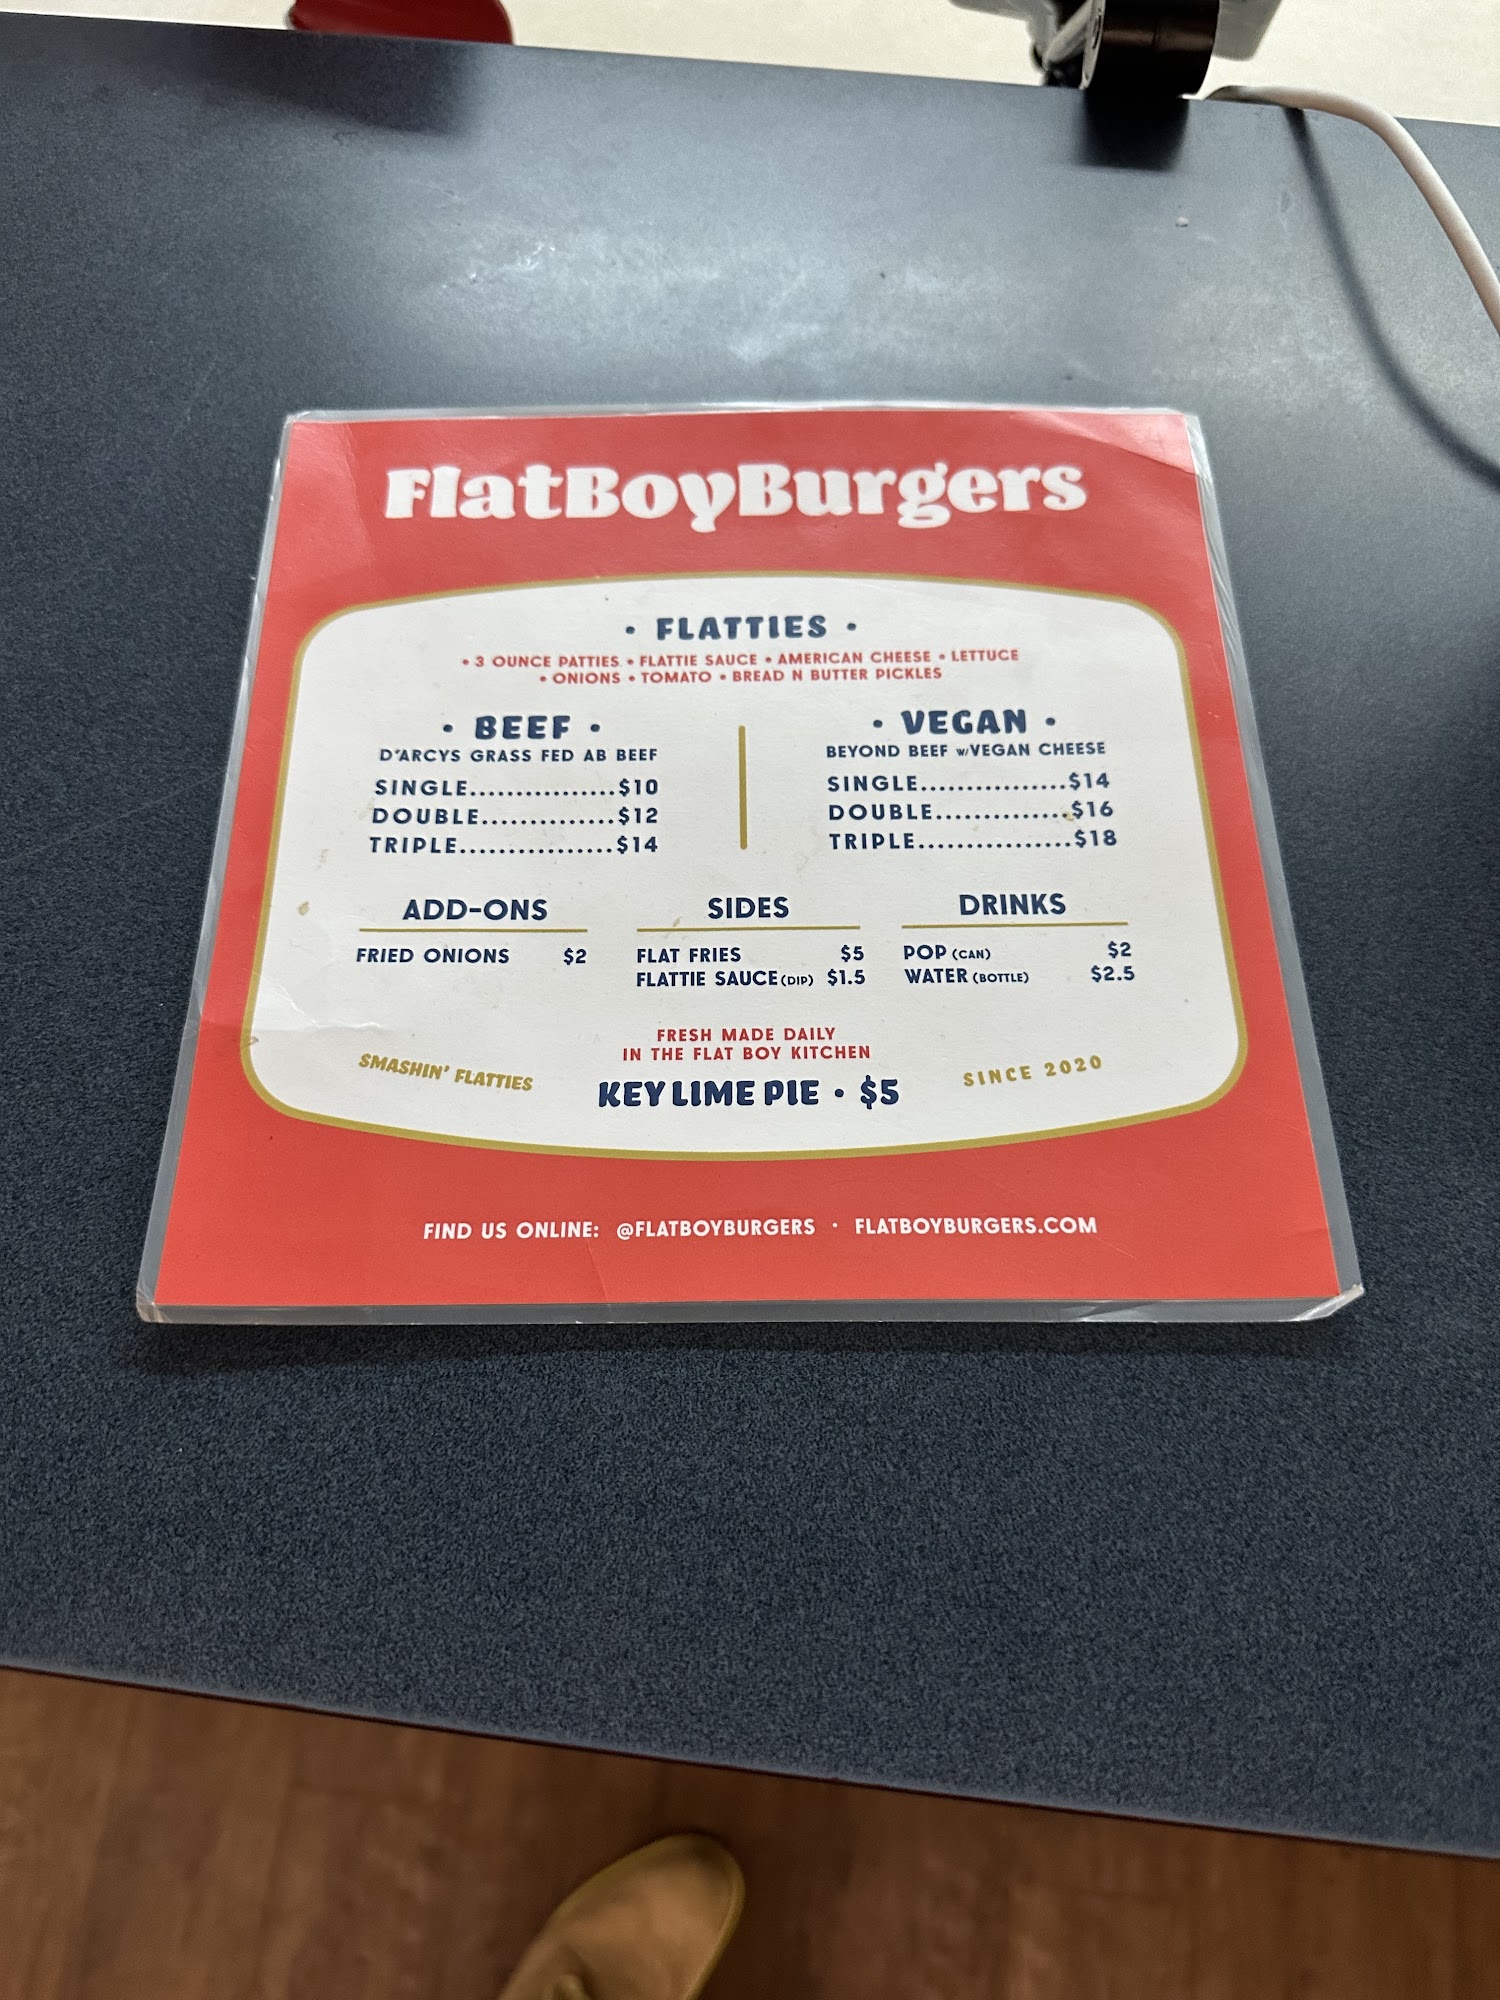 FlatBoyBurgers
• FLATTIES •
• 3 OUNCE PATTIES • FLATTIE SAUCE • AMERICAN CHEESE • LETTUCE
• ONIONS • TOMATO • BREAD N BUTTER PICKLES
• BEEF •
D'ARCYS GRASS FED AB BEEF
SINGLE................$10
DOUBLE..............$12
TRIPLE................$14
• VEGAN •
BEYOND BEEF w/VEGAN CHEESE
SINGLE................$14
DOUBLE..............$16
TRIPLE................$18
ADD-ONS
FRIED ONIONS $2
SIDES
FLAT FRIES $5
FLATTIE SAUCE (DIP) $1.5
DRINKS
POP (CAN) $2
WATER (BOTTLE) $2.5
SMASHIN' FLATTIES
FRESH MADE DAILY
IN THE FLAT BOY KITCHEN
KEY LIME PIE • $5
SINCE 2020
FIND US ONLINE: @FLATBOYBURGERS · FLATBOYBURGERS.COM